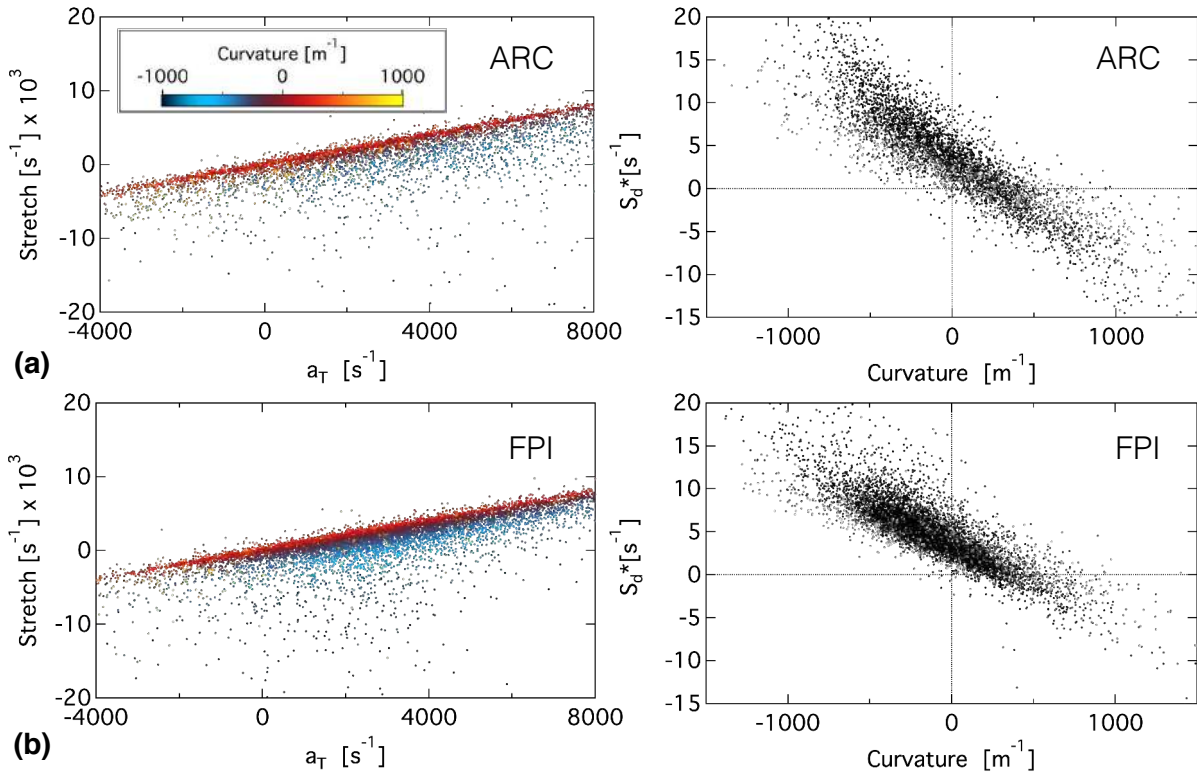 20
10
0
-10
-20
Stretch [s⁻¹] x 10³
Curvature [m⁻¹]
-1000 0 1000
ARC
-4000 0 4000 8000
a_T [s⁻¹]
(a)
20
15
10
5
0
-5
-10
-15
S_d*[s⁻¹]
ARC
-1000 0 1000
Curvature [m⁻¹]
20
10
0
-10
-20
Stretch [s⁻¹] x 10³
FPI
-4000 0 4000 8000
a_T [s⁻¹]
(b)
20
15
10
5
0
-5
-10
-15
S_d*[s⁻¹]
FPI
-1000 0 1000
Curvature [m⁻¹]